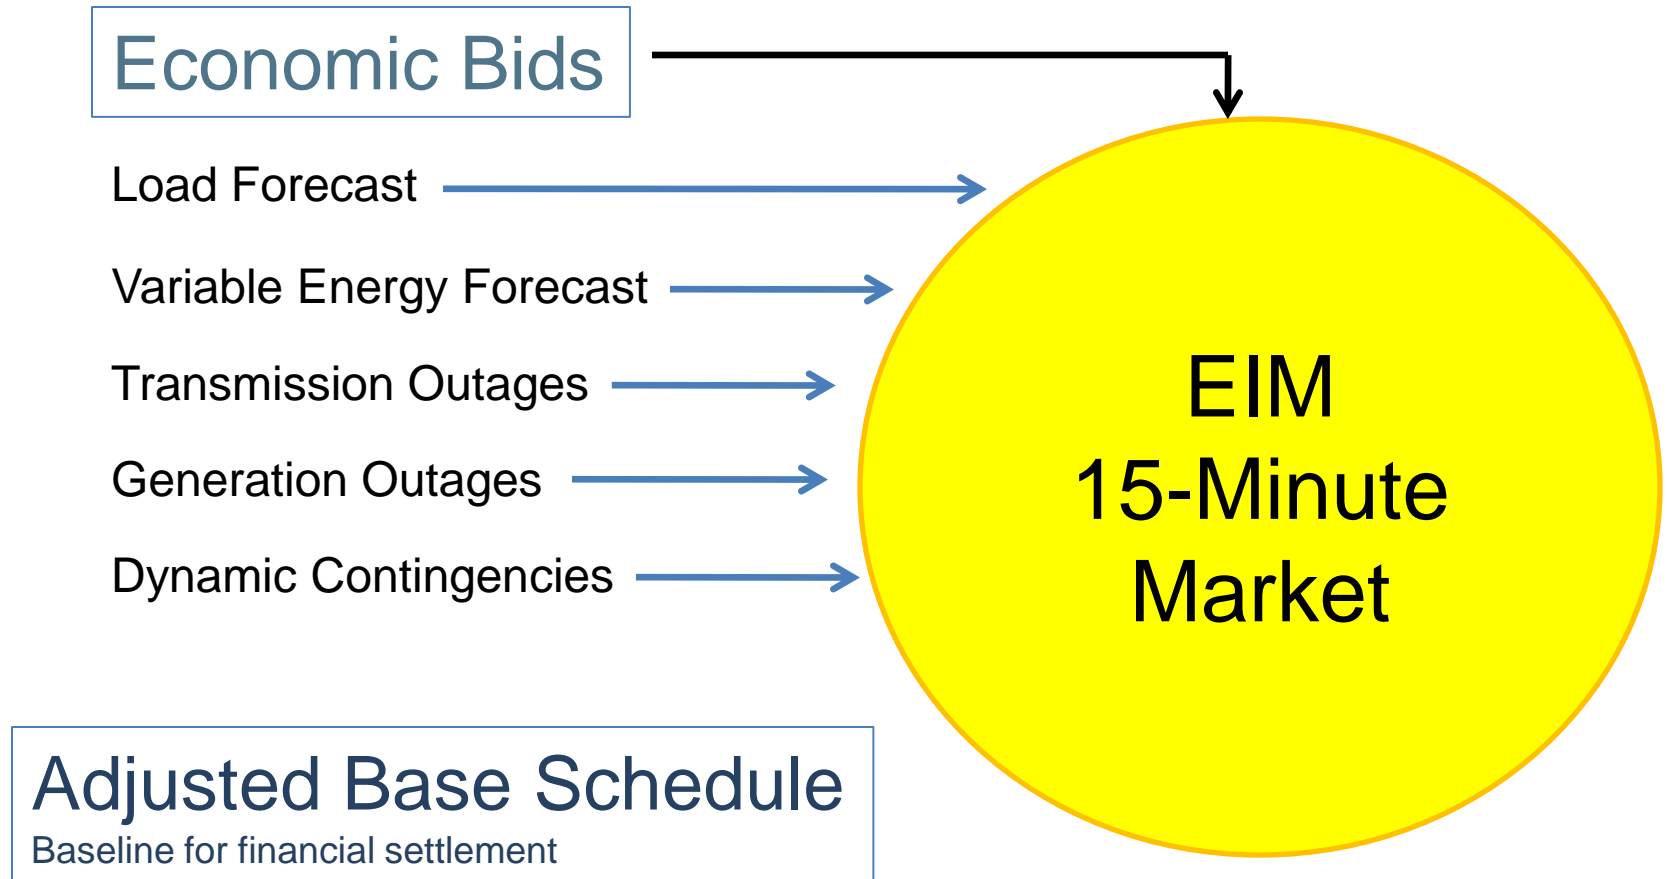 Economic Bids
Load Forecast
Variable Energy Forecast
Transmission Outages
Generation Outages
Dynamic Contingencies
EIM
15-Minute
Market
Adjusted Base Schedule
Baseline for financial settlement